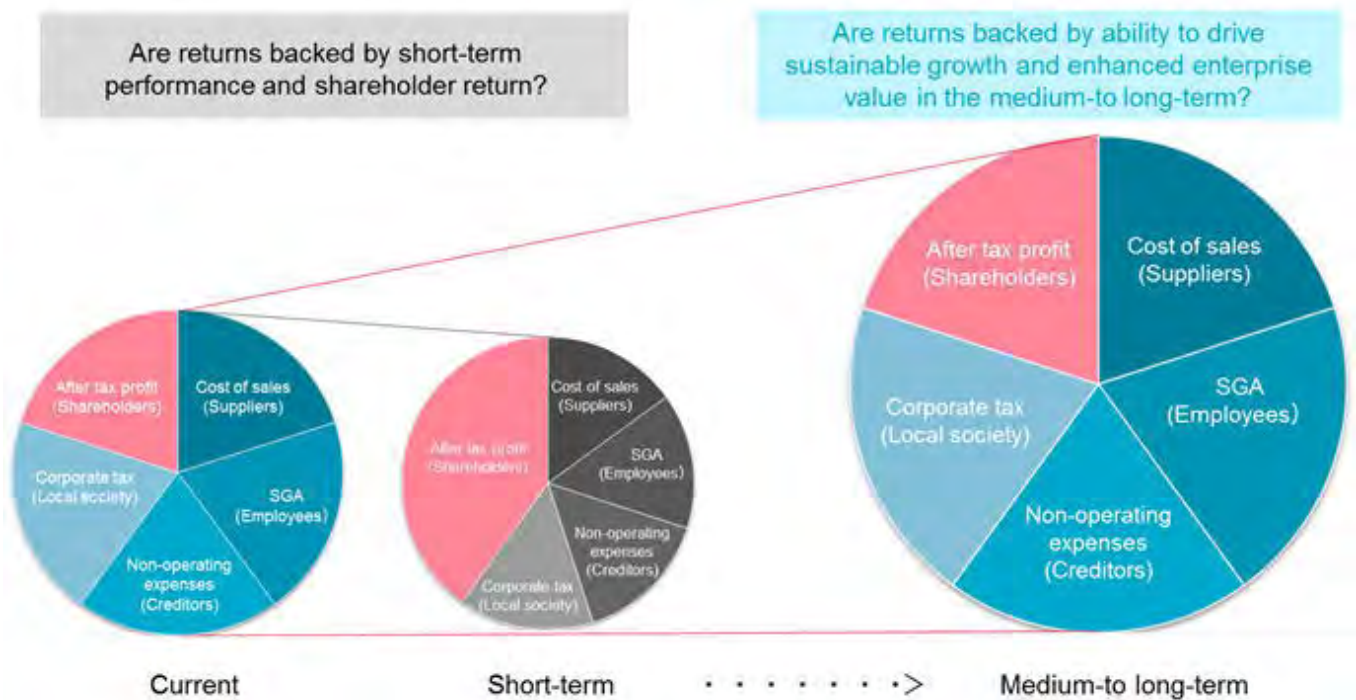 Are returns backed by short-term
performance and shareholder return?
Are returns backed by ability to drive
sustainable growth and enhanced enterprise
value in the medium-to long-term?
After tax profit
(Shareholders)
Cost of sales
(Suppliers)
Corporate tax
(Local society)
SGA
(Employees)
Non-operating
expenses
(Creditors)
After tax profit
(Shareholders)
Cost of sales
(Suppliers)
SGA
(Employees)
Non-operating
expenses
(Creditors)
Corporate tax
(Local society)
After tax profit
(Shareholders)
Cost of sales
(Suppliers)
Corporate tax
(Local society)
SGA
(Employees)
Non-operating
expenses
(Creditors)
Current
Short-term
Medium-to long-term